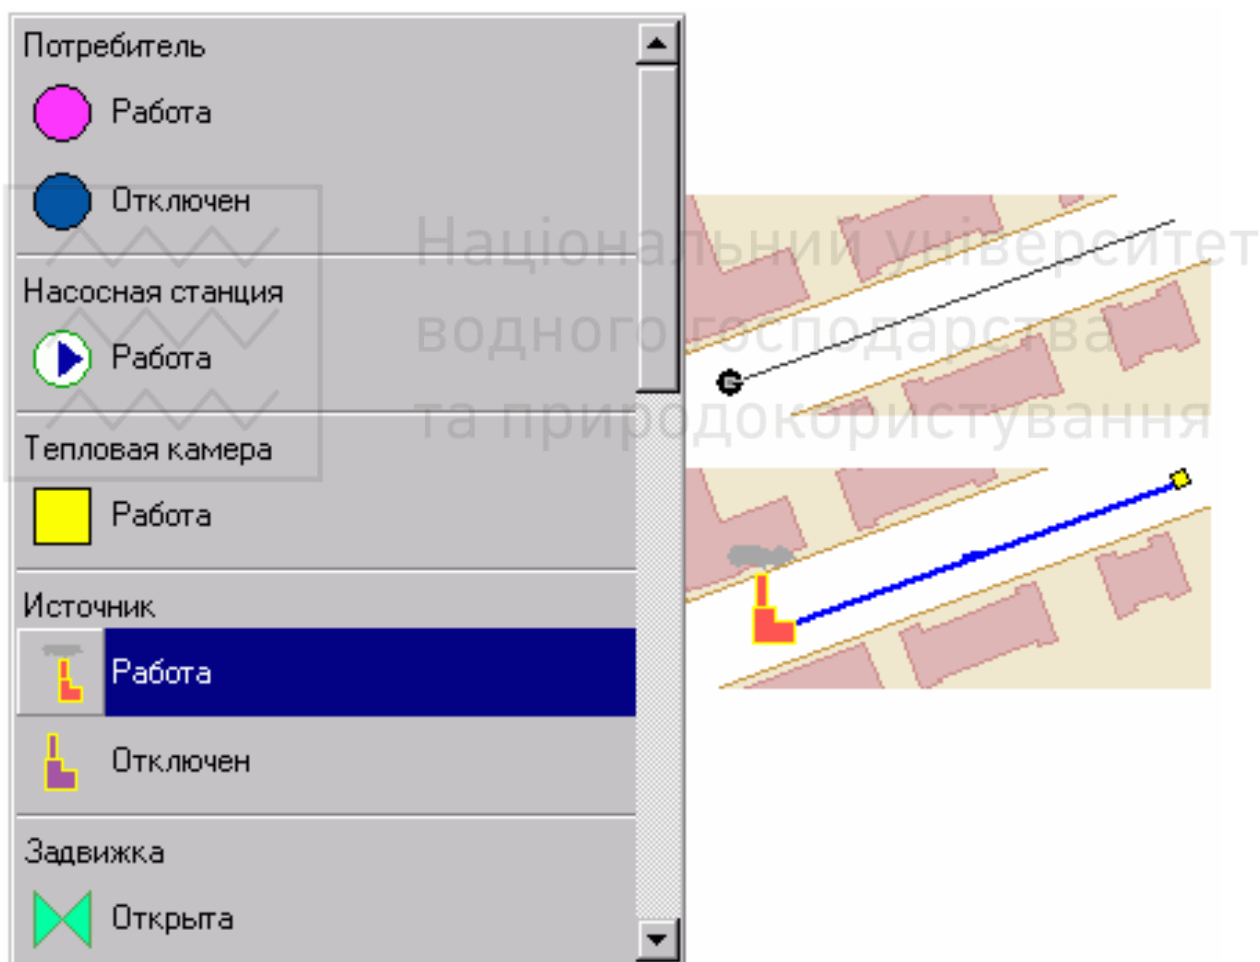 Потребитель
Работа
Отключен
Насосная станция
Работа
Тепловая камера
Работа
Источник
Работа
Отключен
Задвижка
Открыта
Національний університет
водного господарства
та природокористування